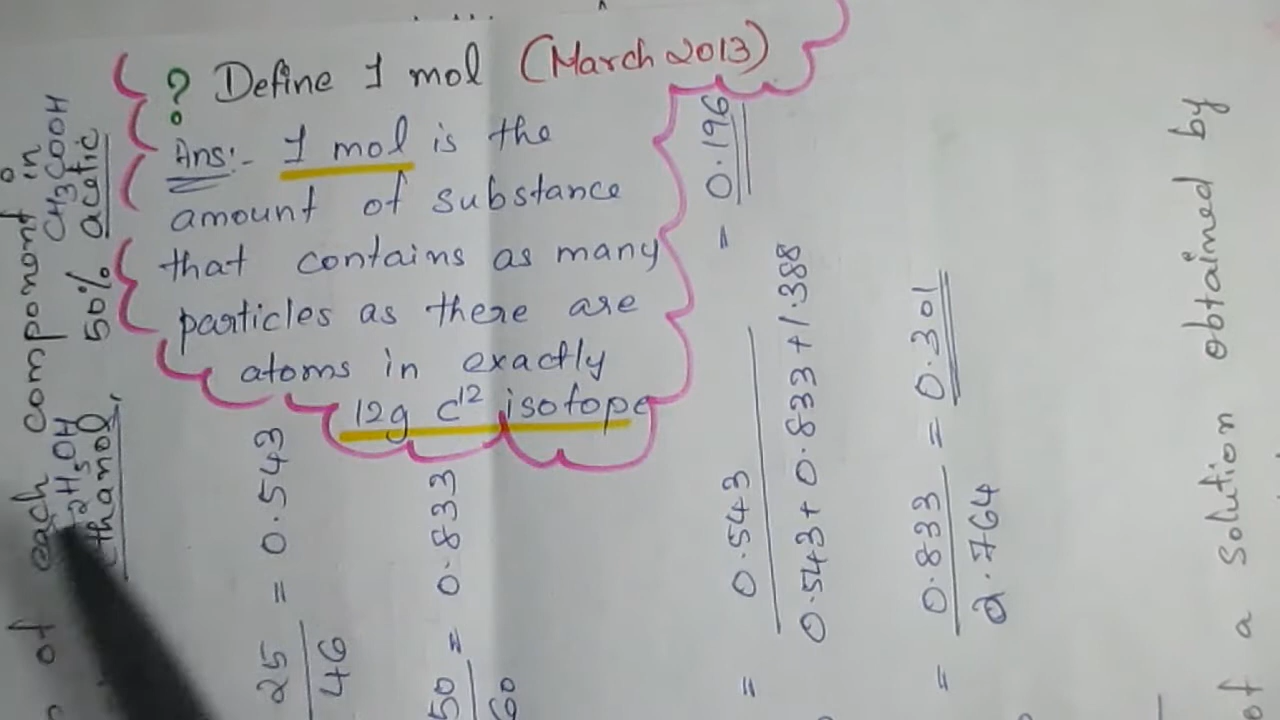 ? Define 1 mol (March 2013)
Ans:- 1 mol is the
amount of substance
that contains as many
particles as there are
atoms in exactly
12g C¹² isotope
of each component in
C2H5OH CH3COOH
ethanol, 50% acetic
25/46 = 0.543
50/60 = 0.833
= 0.543 / 0.543 + 0.833 + 1.388 = 0.196
= 0.833 / 2.764 = 0.301
of a solution obtained by